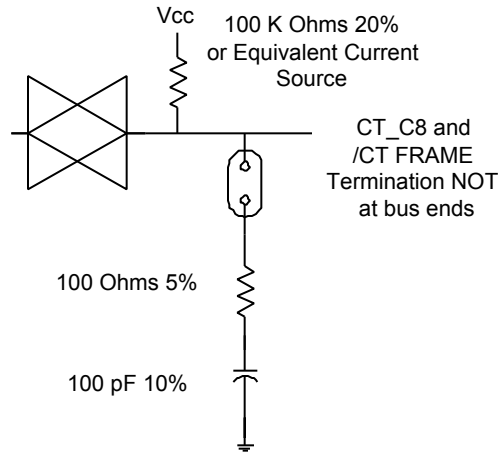 Vcc
100 K Ohms 20%
or Equivalent Current
Source
CT_C8 and
/CT FRAME
Termination NOT
at bus ends
100 Ohms 5%
100 pF 10%